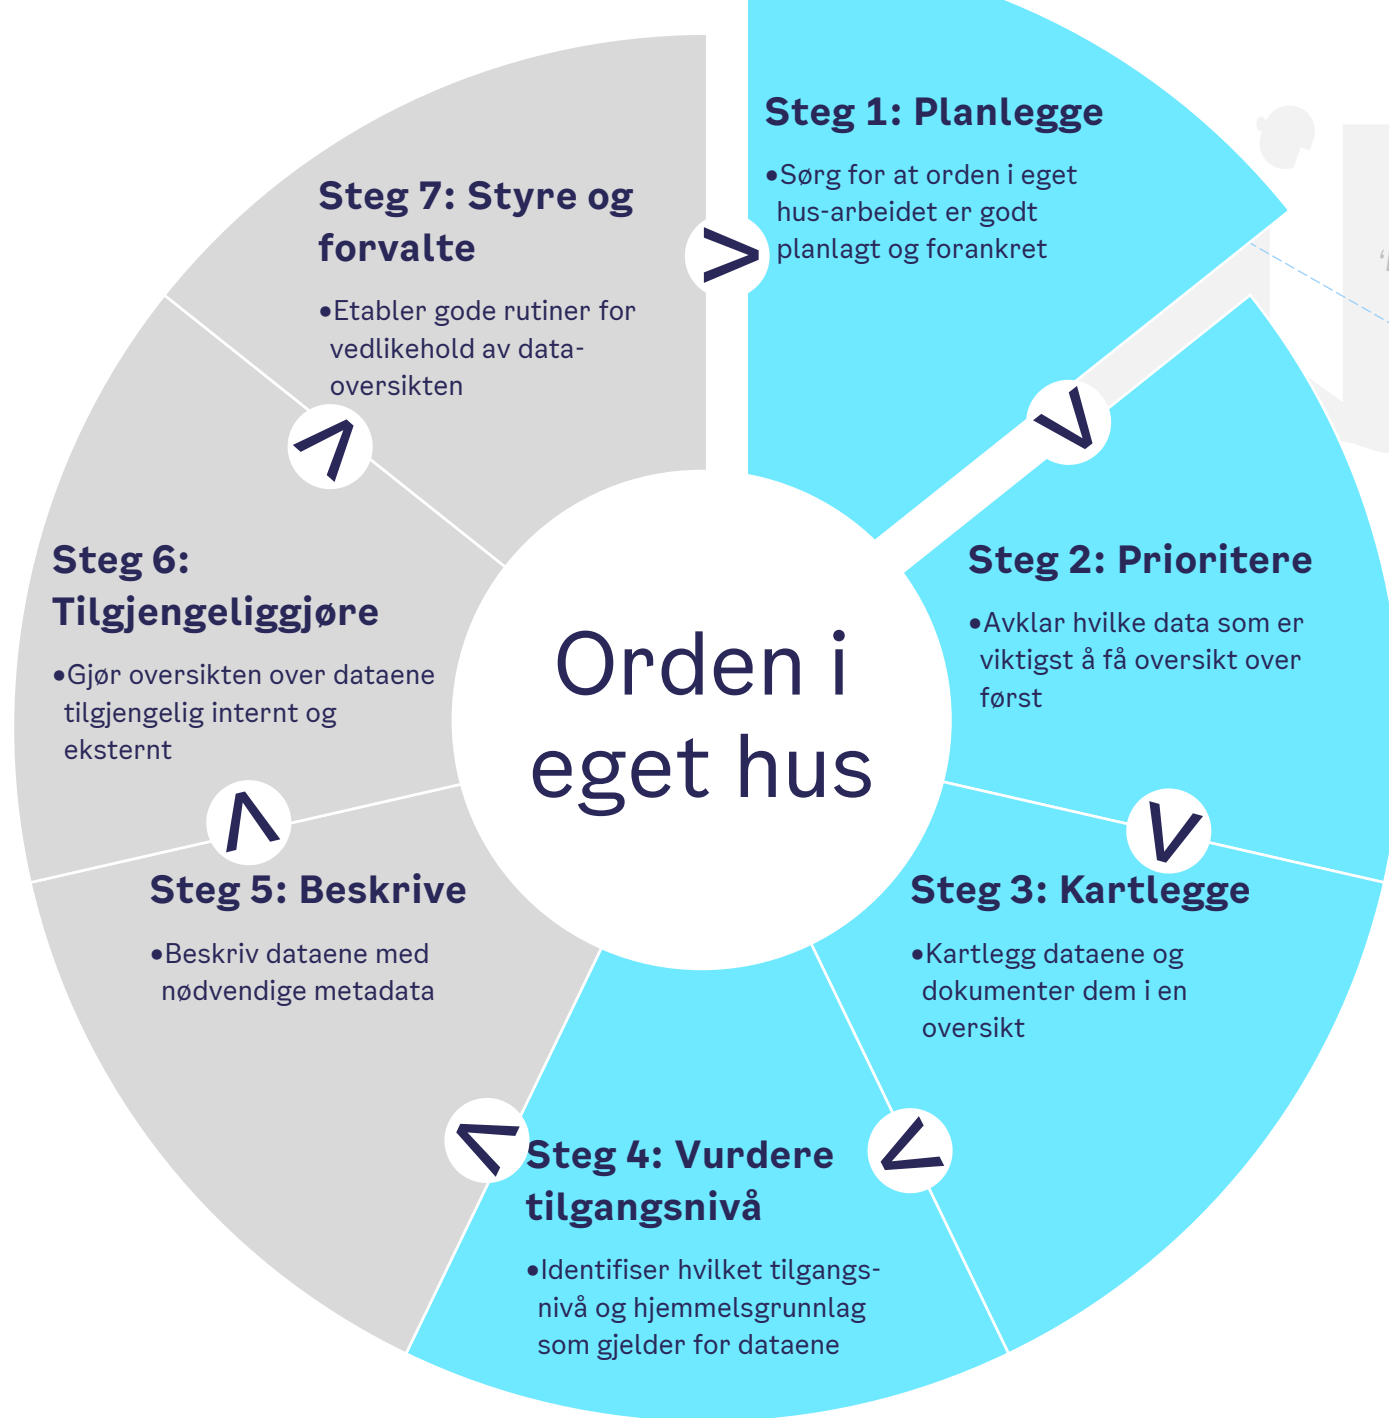 Orden i
eget hus
Steg 1: Planlegge
•Sørg for at orden i eget
hus-arbeidet er godt
planlagt og forankret
Steg 2: Prioritere
•Avklar hvilke data som er
viktigst å få oversikt over
først
Steg 3: Kartlegge
•Kartlegg dataene og
dokumenter dem i en
oversikt
Steg 4: Vurdere
tilgangsnivå
•Identifiser hvilket tilgangs-
nivå og hjemmelsgrunnlag
som gjelder for dataene
Steg 5: Beskrive
•Beskriv dataene med
nødvendige metadata
Steg 6:
Tilgjengeliggjøre
•Gjør oversikten over dataene
tilgjengelig internt og
eksternt
Steg 7: Styre og
forvalte
•Etabler gode rutiner for
vedlikehold av data-
oversikten